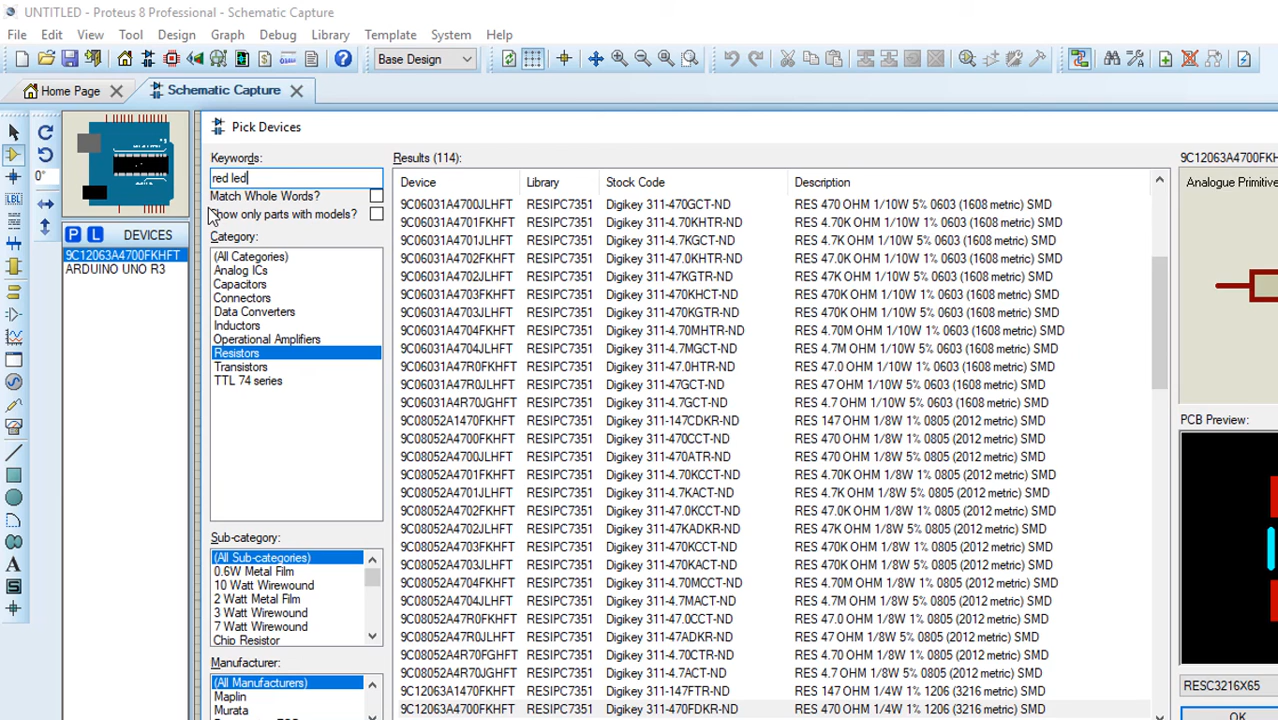 UNTITLED - Proteus 8 Professional - Schematic Capture
File Edit View Tool Design Graph Debug Library Template System Help
Base Design
Home Page
Schematic Capture
0°
LBL
P L DEVICES
9C12063A4700FKHFT
ARDUINO UNO R3
A
Pick Devices
Keywords:
red led
Match Whole Words?
Show only parts with models?
Category:
(All Categories)
Analog ICs
Capacitors
Connectors
Data Converters
Inductors
Operational Amplifiers
Resistors
Transistors
TTL 74 series
Sub-category:
(All Sub-categories)
0.6W Metal Film
10 Watt Wirewound
2 Watt Metal Film
3 Watt Wirewound
7 Watt Wirewound
Chip Resistor
Manufacturer:
(All Manufacturers)
Maplin
Murata
Results (114):
Device Library Stock Code Description
9C06031A4700JLHFT RESIPC7351 Digikey 311-470GCT-ND RES 470 OHM 1/10W 5% 0603 (1608 metric) SMD
9C06031A4701FKHFT RESIPC7351 Digikey 311-4.70KHTR-ND RES 4.70K OHM 1/10W 1% 0603 (1608 metric) SMD
9C06031A4701JLHFT RESIPC7351 Digikey 311-4.7KGCT-ND RES 4.7K OHM 1/10W 5% 0603 (1608 metric) SMD
9C06031A4702FKHFT RESIPC7351 Digikey 311-47.0KHTR-ND RES 47.0K OHM 1/10W 1% 0603 (1608 metric) SMD
9C06031A4702JLHFT RESIPC7351 Digikey 311-47KGTR-ND RES 47K OHM 1/10W 5% 0603 (1608 metric) SMD
9C06031A4703FKHFT RESIPC7351 Digikey 311-470KHCT-ND RES 470K OHM 1/10W 1% 0603 (1608 metric) SMD
9C06031A4703JLHFT RESIPC7351 Digikey 311-470KGTR-ND RES 470K OHM 1/10W 5% 0603 (1608 metric) SMD
9C06031A4704FKHFT RESIPC7351 Digikey 311-4.70MHTR-ND RES 4.70M OHM 1/10W 1% 0603 (1608 metric) SMD
9C06031A4704JLHFT RESIPC7351 Digikey 311-4.7MGCT-ND RES 4.7M OHM 1/10W 5% 0603 (1608 metric) SMD
9C06031A47R0FKHFT RESIPC7351 Digikey 311-47.0HTR-ND RES 47.0 OHM 1/10W 1% 0603 (1608 metric) SMD
9C06031A47R0JLHFT RESIPC7351 Digikey 311-47GCT-ND RES 47 OHM 1/10W 5% 0603 (1608 metric) SMD
9C06031A4R70JGHFT RESIPC7351 Digikey 311-4.7GCT-ND RES 4.7 OHM 1/10W 5% 0603 (1608 metric) SMD
9C08052A1470FKHFT RESIPC7351 Digikey 311-147CDKR-ND RES 147 OHM 1/8W 1% 0805 (2012 metric) SMD
9C08052A4700FKHFT RESIPC7351 Digikey 311-470CCT-ND RES 470 OHM 1/8W 1% 0805 (2012 metric) SMD
9C08052A4700JLHFT RESIPC7351 Digikey 311-470ATR-ND RES 470 OHM 1/8W 5% 0805 (2012 metric) SMD
9C08052A4701FKHFT RESIPC7351 Digikey 311-4.70KCCT-ND RES 4.70K OHM 1/8W 1% 0805 (2012 metric) SMD
9C08052A4701JLHFT RESIPC7351 Digikey 311-4.7KACT-ND RES 4.7K OHM 1/8W 5% 0805 (2012 metric) SMD
9C08052A4702FKHFT RESIPC7351 Digikey 311-47.0KCCT-ND RES 47.0K OHM 1/8W 1% 0805 (2012 metric) SMD
9C08052A4702JLHFT RESIPC7351 Digikey 311-47KADKR-ND RES 47K OHM 1/8W 5% 0805 (2012 metric) SMD
9C08052A4703FKHFT RESIPC7351 Digikey 311-470KCCT-ND RES 470K OHM 1/8W 1% 0805 (2012 metric) SMD
9C08052A4703JLHFT RESIPC7351 Digikey 311-470KACT-ND RES 470K OHM 1/8W 5% 0805 (2012 metric) SMD
9C08052A4704FKHFT RESIPC7351 Digikey 311-4.70MCCT-ND RES 4.70M OHM 1/8W 1% 0805 (2012 metric) SMD
9C08052A4704JLHFT RESIPC7351 Digikey 311-4.7MACT-ND RES 4.7M OHM 1/8W 5% 0805 (2012 metric) SMD
9C08052A47R0FKHFT RESIPC7351 Digikey 311-47.0CCT-ND RES 47.0 OHM 1/8W 1% 0805 (2012 metric) SMD
9C08052A47R0JLHFT RESIPC7351 Digikey 311-47ADKR-ND RES 47 OHM 1/8W 5% 0805 (2012 metric) SMD
9C08052A4R70FGHFT RESIPC7351 Digikey 311-4.70CTR-ND RES 4.70 OHM 1/8W 1% 0805 (2012 metric) SMD
9C08052A4R70JGHFT RESIPC7351 Digikey 311-4.7ACT-ND RES 4.7 OHM 1/8W 5% 0805 (2012 metric) SMD
9C12063A1470FKHFT RESIPC7351 Digikey 311-147FTR-ND RES 147 OHM 1/4W 1% 1206 (3216 metric) SMD
9C12063A4700FKHFT RESIPC7351 Digikey 311-470FDKR-ND RES 470 OHM 1/4W 1% 1206 (3216 metric) SMD
9C12063A4700FKHF
Analogue Primitive
PCB Preview:
RESC3216X65
OK